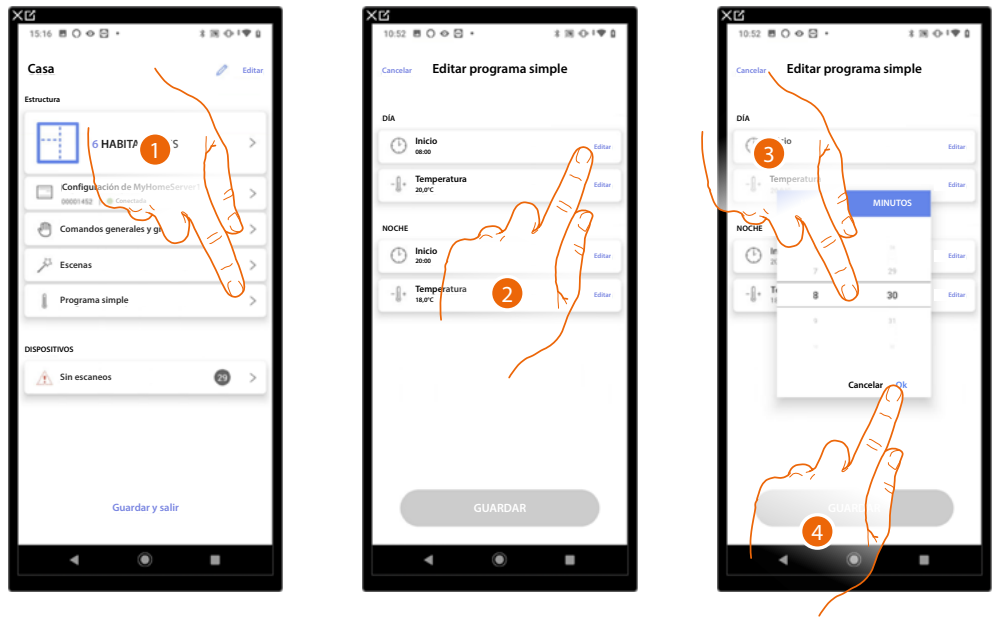 15:16
Casa
Editar
Estructura
6 HABITA
1
Configuración de MyHomeServer1
00001452
Conectado
Comandos generales y
Escenas
Programa simple
DISPOSITIVOS
Sin escaneos
29
Guardar y salir
10:52
Cancelar
Editar programa simple
DÍA
Inicio
08:00
Editar
Temperatura
20,0°C
Editar
NOCHE
Inicio
20:00
Editar
Temperatura
18,0°C
Editar
2
GUARDAR
10:52
Cancelar
Editar programa simple
DÍA
3
Editar
Temperatura
Editar
MINUTOS
NOCHE
Editar
7
29
8
30
Editar
9
31
Cancelar
Ok
4